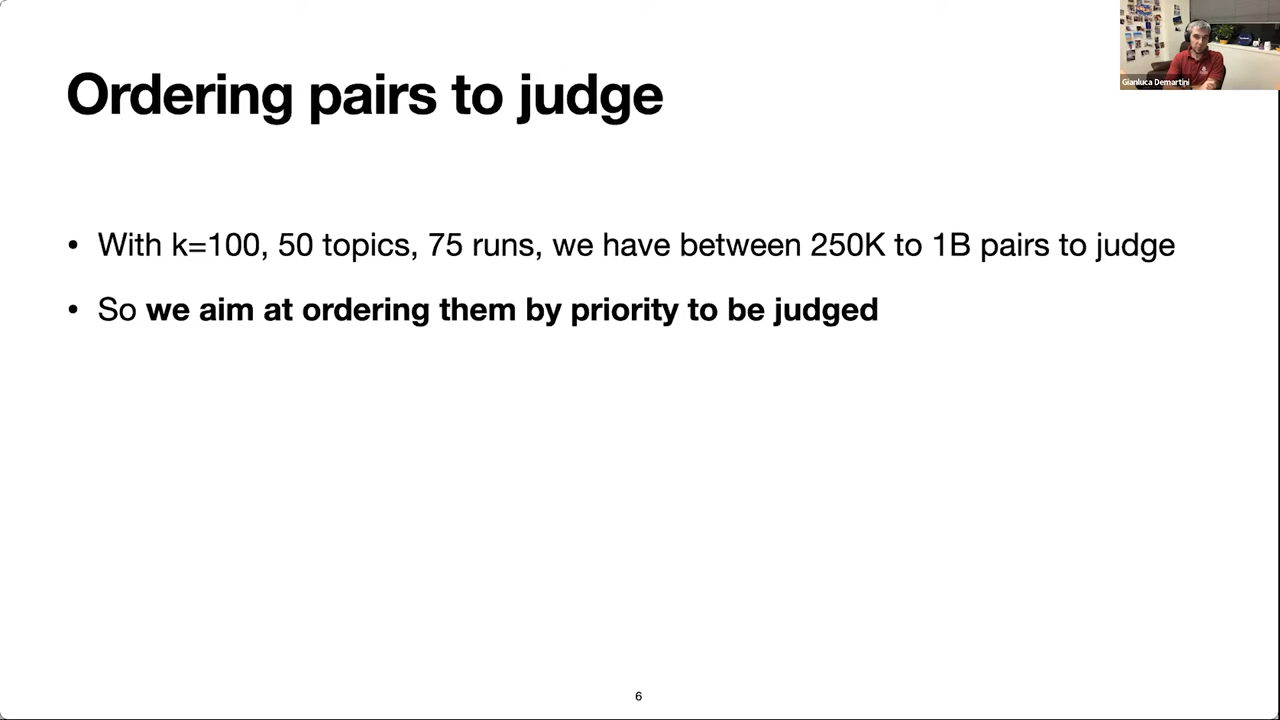 Ordering pairs to judge
Gianluca Demartini
• With k=100, 50 topics, 75 runs, we have between 250K to 1B pairs to judge
• So we aim at ordering them by priority to be judged
6